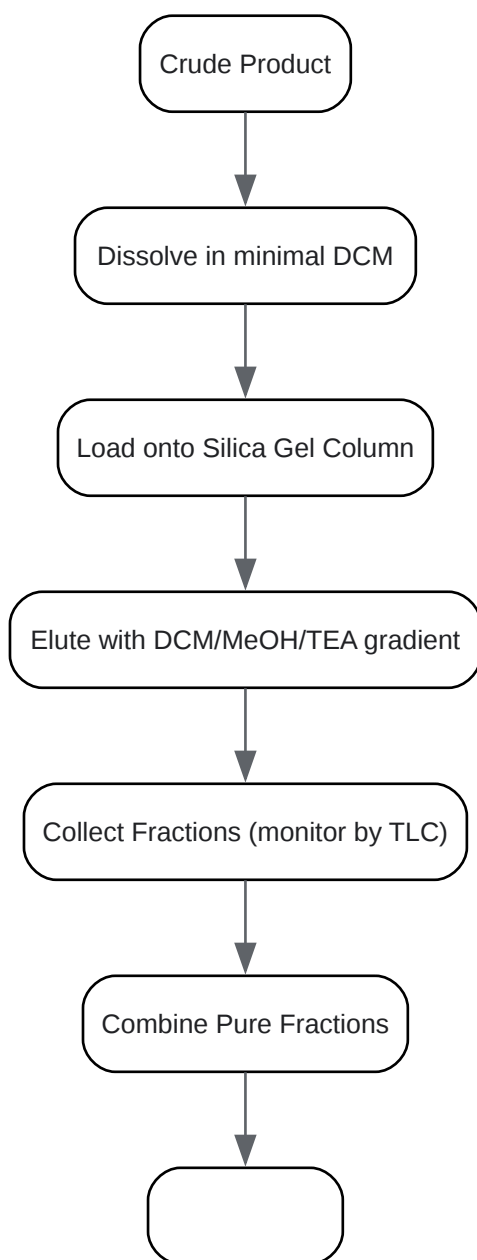 Crude Product
Dissolve in minimal DCM
Load onto Silica Gel Column
Elute with DCM/MeOH/TEA gradient
Collect Fractions (monitor by TLC)
Combine Pure Fractions